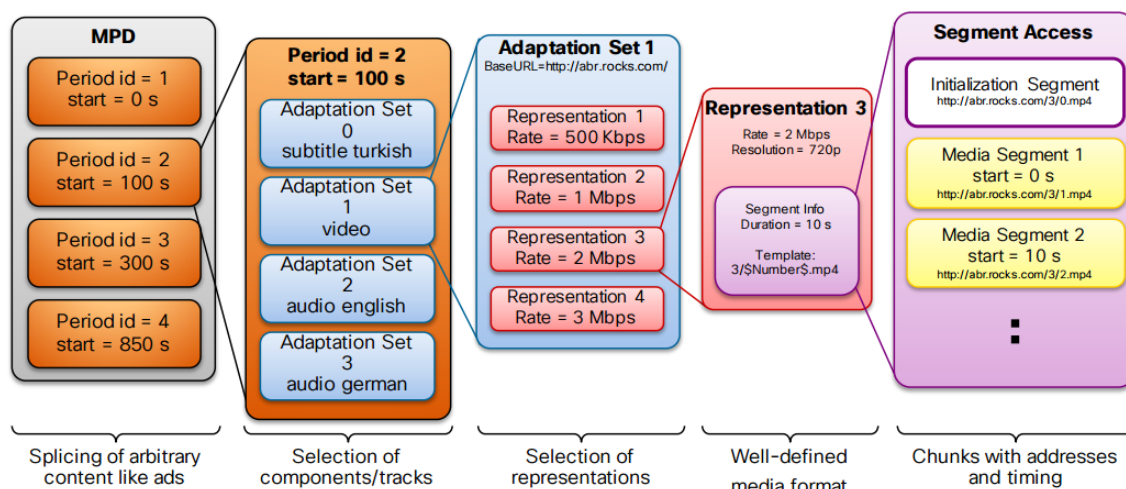 MPD
Period id = 1
start = 0 s
Period id = 2
start = 100 s
Period id = 3
start = 300 s
Period id = 4
start = 850 s
Splicing of arbitrary
content like ads
Period id = 2
start = 100 s
Adaptation Set
0
subtitle turkish
Adaptation Set
1
video
Adaptation Set
2
audio english
Adaptation Set
3
audio german
Selection of
components/tracks
Adaptation Set 1
BaseURL=http://abr.rocks.com/
Representation 1
Rate = 500 Kbps
Representation 2
Rate = 1 Mbps
Representation 3
Rate = 2 Mbps
Representation 4
Rate = 3 Mbps
Selection of
representations
Representation 3
Rate = 2 Mbps
Resolution = 720p
Segment Info
Duration = 10 s
Template:
3/$Number$.mp4
Well-defined
media format
Segment Access
Initialization Segment
http://abr.rocks.com/3/0.mp4
Media Segment 1
start = 0 s
http://abr.rocks.com/3/1.mp4
Media Segment 2
start = 10 s
http://abr.rocks.com/3/2.mp4
:
Chunks with addresses
and timing